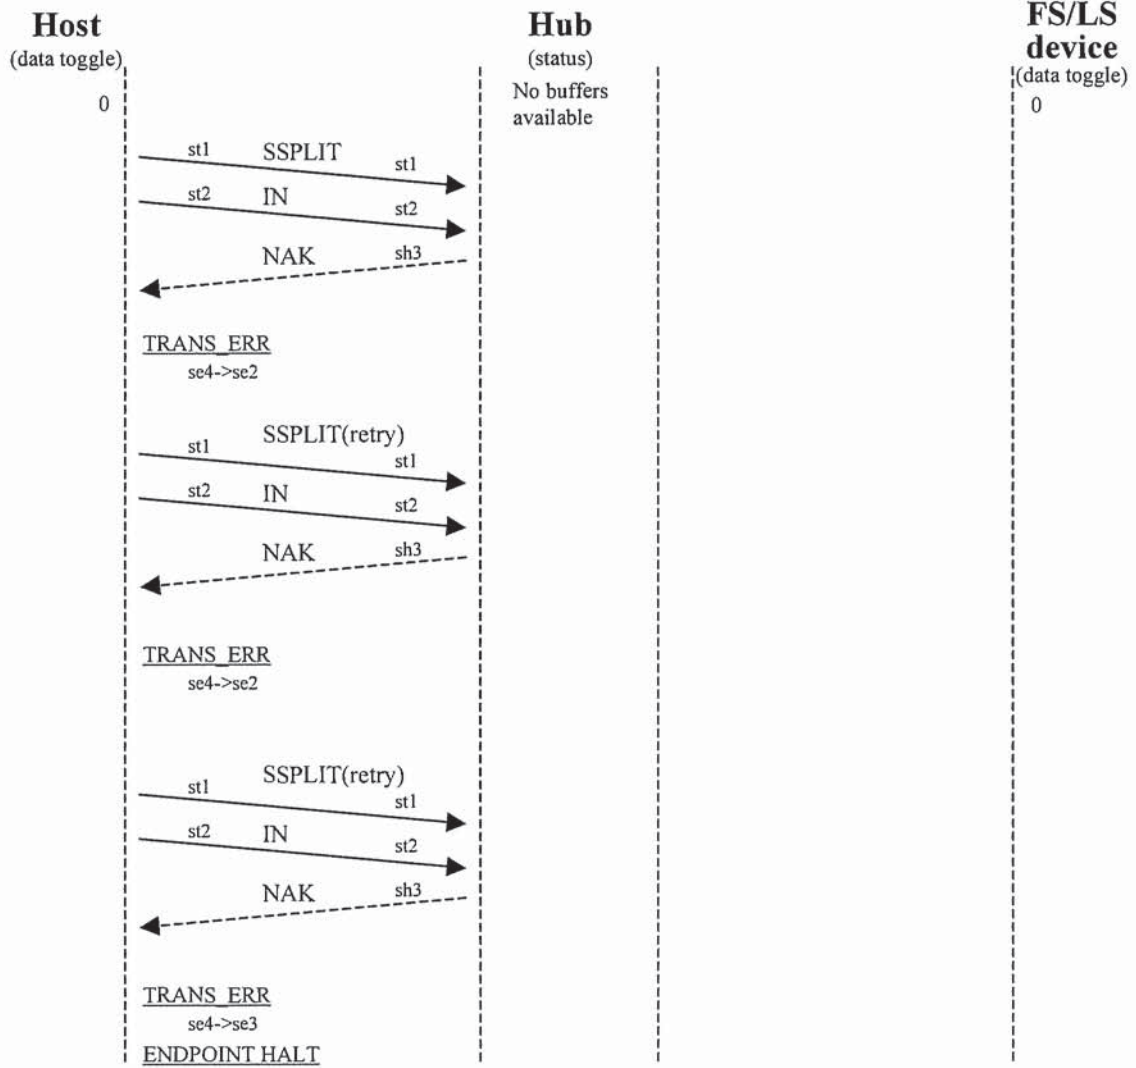 Host
(data toggle)
0
Hub
(status)
No buffers
available
FS/LS
device
(data toggle)
0
st1 SSPLIT st1
st2 IN st2
NAK sh3
TRANS_ERR
se4->se2
st1 SSPLIT(retry) st1
st2 IN st2
NAK sh3
TRANS_ERR
se4->se2
st1 SSPLIT(retry) st1
st2 IN st2
NAK sh3
TRANS_ERR
se4->se3
ENDPOINT HALT